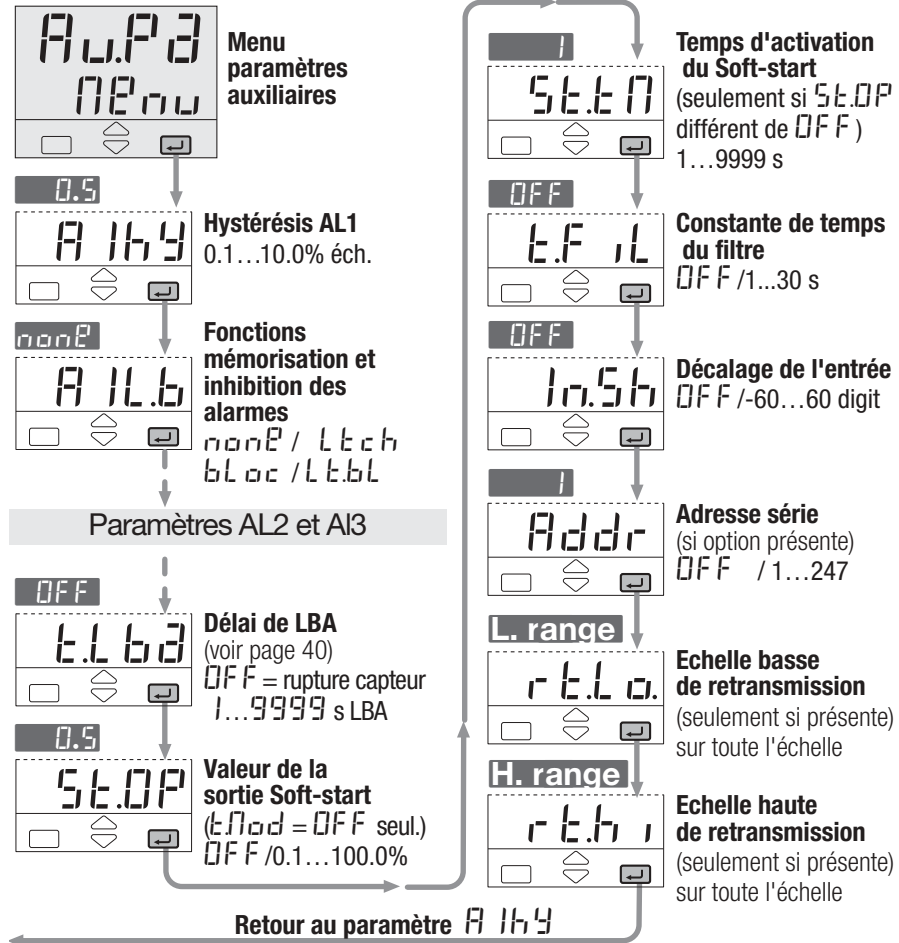 Au.Pa
Menu
Menu
paramètres
auxiliaires
0.5
A1hy
Hystérésis AL1
0.1…10.0% éch.
none
A1L.b
Fonctions
mémorisation et
inhibition des
alarmes
none / Ltch
bLoc / Lt.bL
Paramètres AL2 et Al3
OFF
t.Lba
Délai de LBA
(voir page 40)
OFF = rupture capteur
1…9999 s LBA
0.5
St.OP
Valeur de la
sortie Soft-start
(t.Mod = OFF seul.)
OFF /0.1…100.0%
1
St.tM
Temps d'activation
du Soft-start
(seulement si St.OP
différent de OFF )
1…9999 s
OFF
t.Fil
Constante de temps
du filtre
OFF /1...30 s
OFF
In.Sh
Décalage de l'entrée
OFF /-60…60 digit
1
Addr
Adresse série
(si option présente)
OFF / 1…247
L. range
rt.Lo.
Echelle basse
de retransmission
(seulement si présente)
sur toute l'échelle
H. range
rt.hi
Echelle haute
de retransmission
(seulement si présente)
sur toute l'échelle
Retour au paramètre A1hy